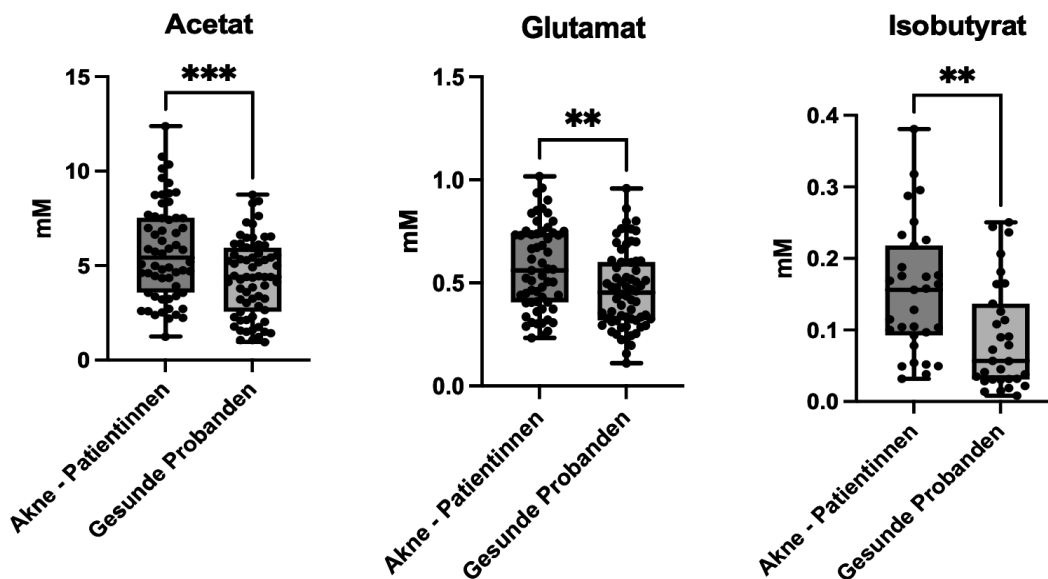 Acetat
***
15
10
5
0
mM
Akne - Patientinnen
Gesunde Probanden
Glutamat
**
1.5
1.0
0.5
0.0
mM
Akne - Patientinnen
Gesunde Probanden
Isobutyrat
**
0.4
0.3
0.2
0.1
0.0
mM
Akne - Patientinnen
Gesunde Probanden